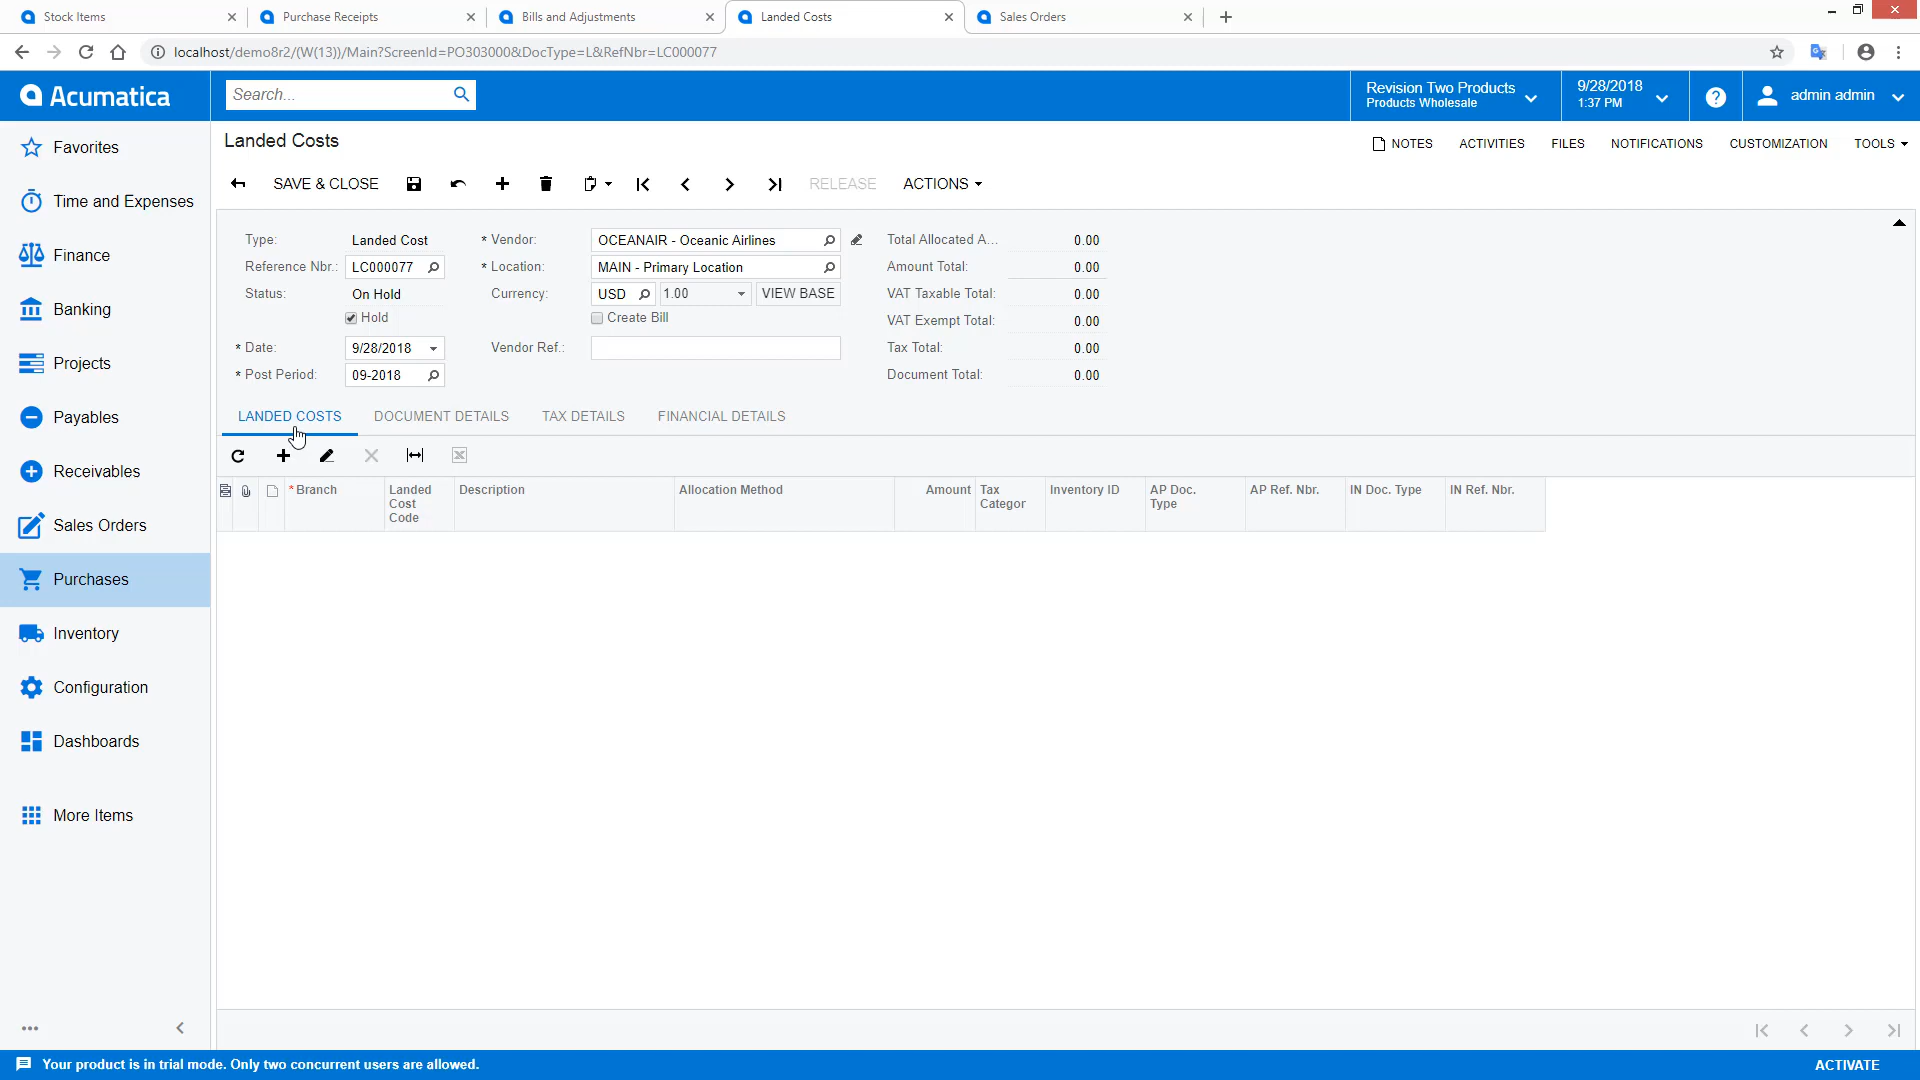 Stock Items
Purchase Receipts
Bills and Adjustments
Landed Costs
Sales Orders
localhost/demo8r2/(W(13))/Main?ScreenId=PO303000&DocType=L&RefNbr=LC000077
Acumatica
Search...
Revision Two Products
Products Wholesale
9/28/2018
1:37 PM
?
admin admin
Favorites
Time and Expenses
Finance
Banking
Projects
Payables
Receivables
Sales Orders
Purchases
Inventory
Configuration
Dashboards
More Items
Landed Costs
NOTES
ACTIVITIES
FILES
NOTIFICATIONS
CUSTOMIZATION
TOOLS
SAVE & CLOSE
RELEASE
ACTIONS
Type: Landed Cost
Reference Nbr.: LC000077
Status: On Hold
Hold
* Date: 9/28/2018
* Post Period: 09-2018
* Vendor: OCEANAIR - Oceanic Airlines
* Location: MAIN - Primary Location
Currency: USD 1.00 VIEW BASE
Create Bill
Vendor Ref.:
Total Allocated A... 0.00
Amount Total: 0.00
VAT Taxable Total: 0.00
VAT Exempt Total: 0.00
Tax Total: 0.00
Document Total: 0.00
LANDED COSTS
DOCUMENT DETAILS
TAX DETAILS
FINANCIAL DETAILS
* Branch
Landed
Cost
Code
Description
Allocation Method
Amount
Tax
Categor
Inventory ID
AP Doc.
Type
AP Ref. Nbr.
IN Doc. Type
IN Ref. Nbr.
Your product is in trial mode. Only two concurrent users are allowed.
ACTIVATE